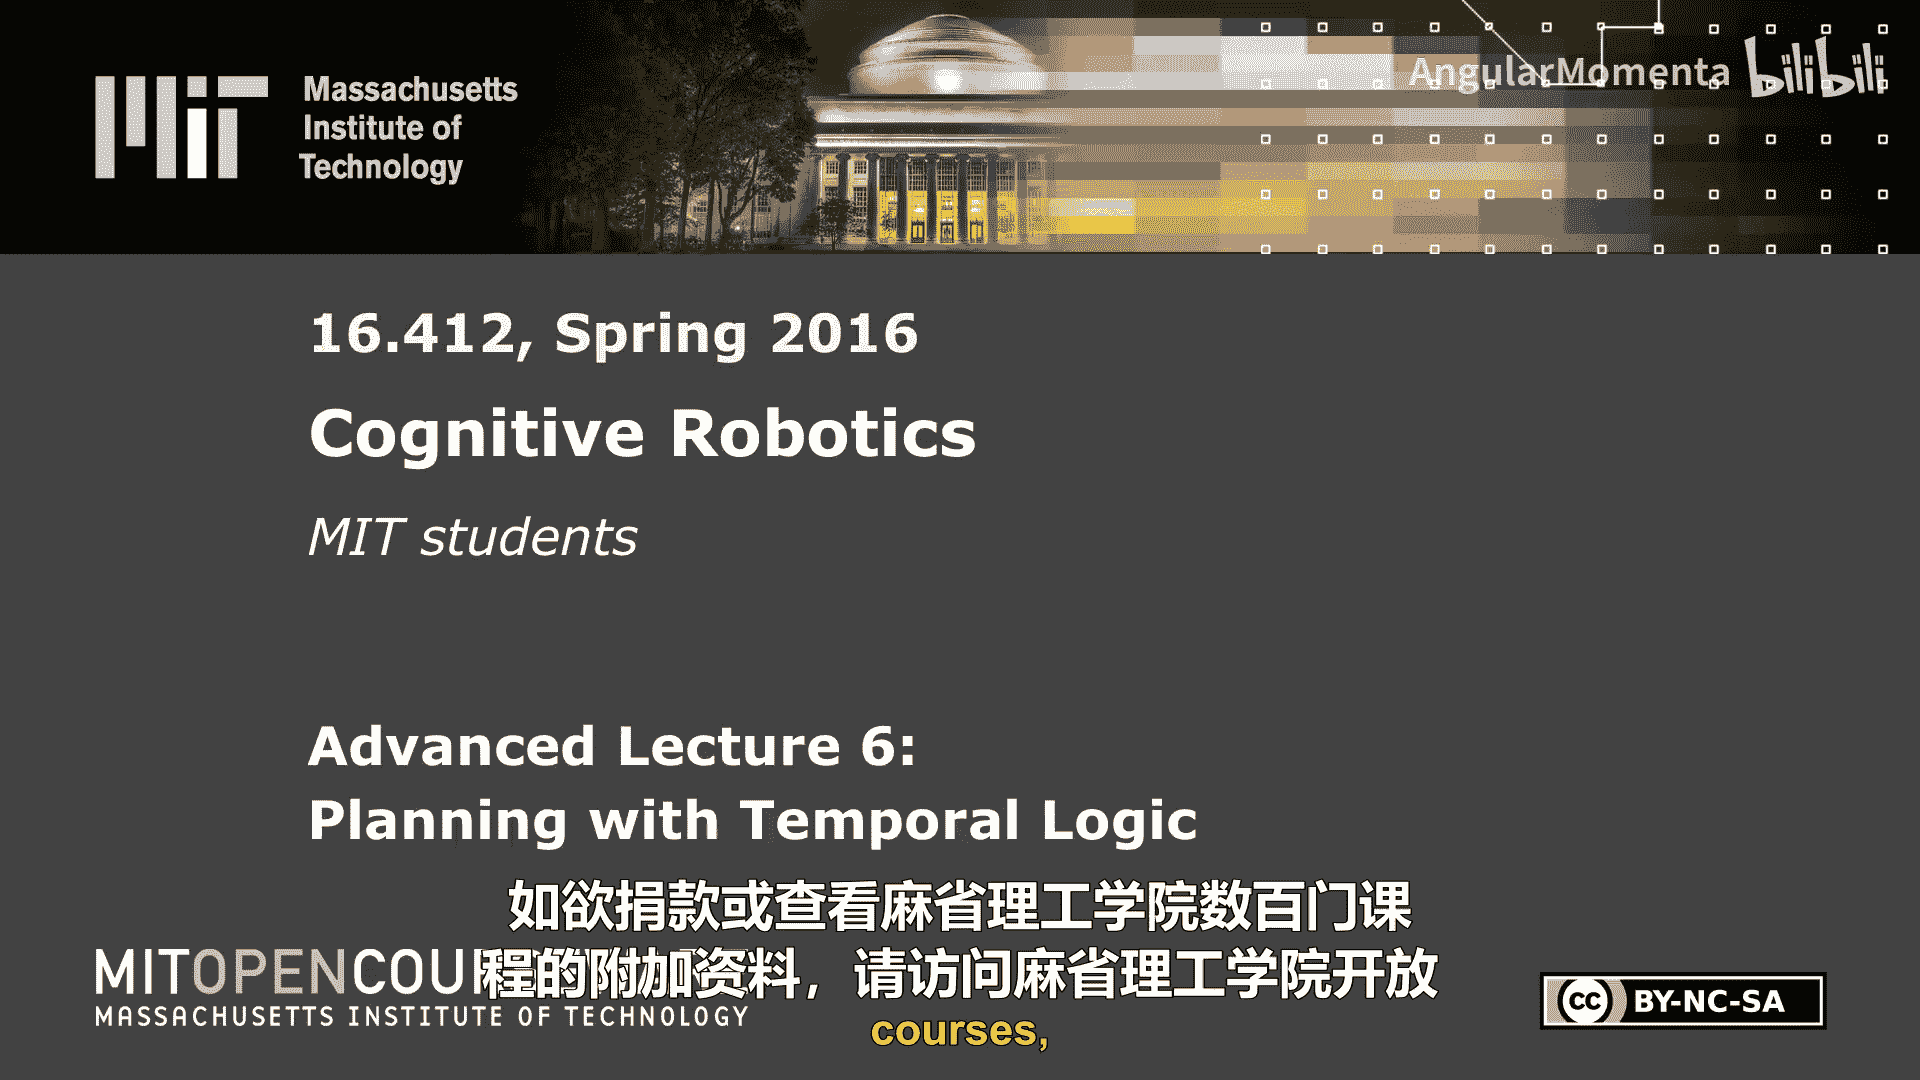 Massachusetts
Institute of
Technology
AngularMomenta bilibili
16.412, Spring 2016
Cognitive Robotics
MIT students
Advanced Lecture 6:
Planning with Temporal Logic
如欲捐款或查看麻省理工学院数百门课
程的附加资料，请访问麻省理工学院开放
courses,
MITOPENCOU
MASSACHUSETTS INSTITUTE OF TECHNOLOGY
cc BY-NC-SA